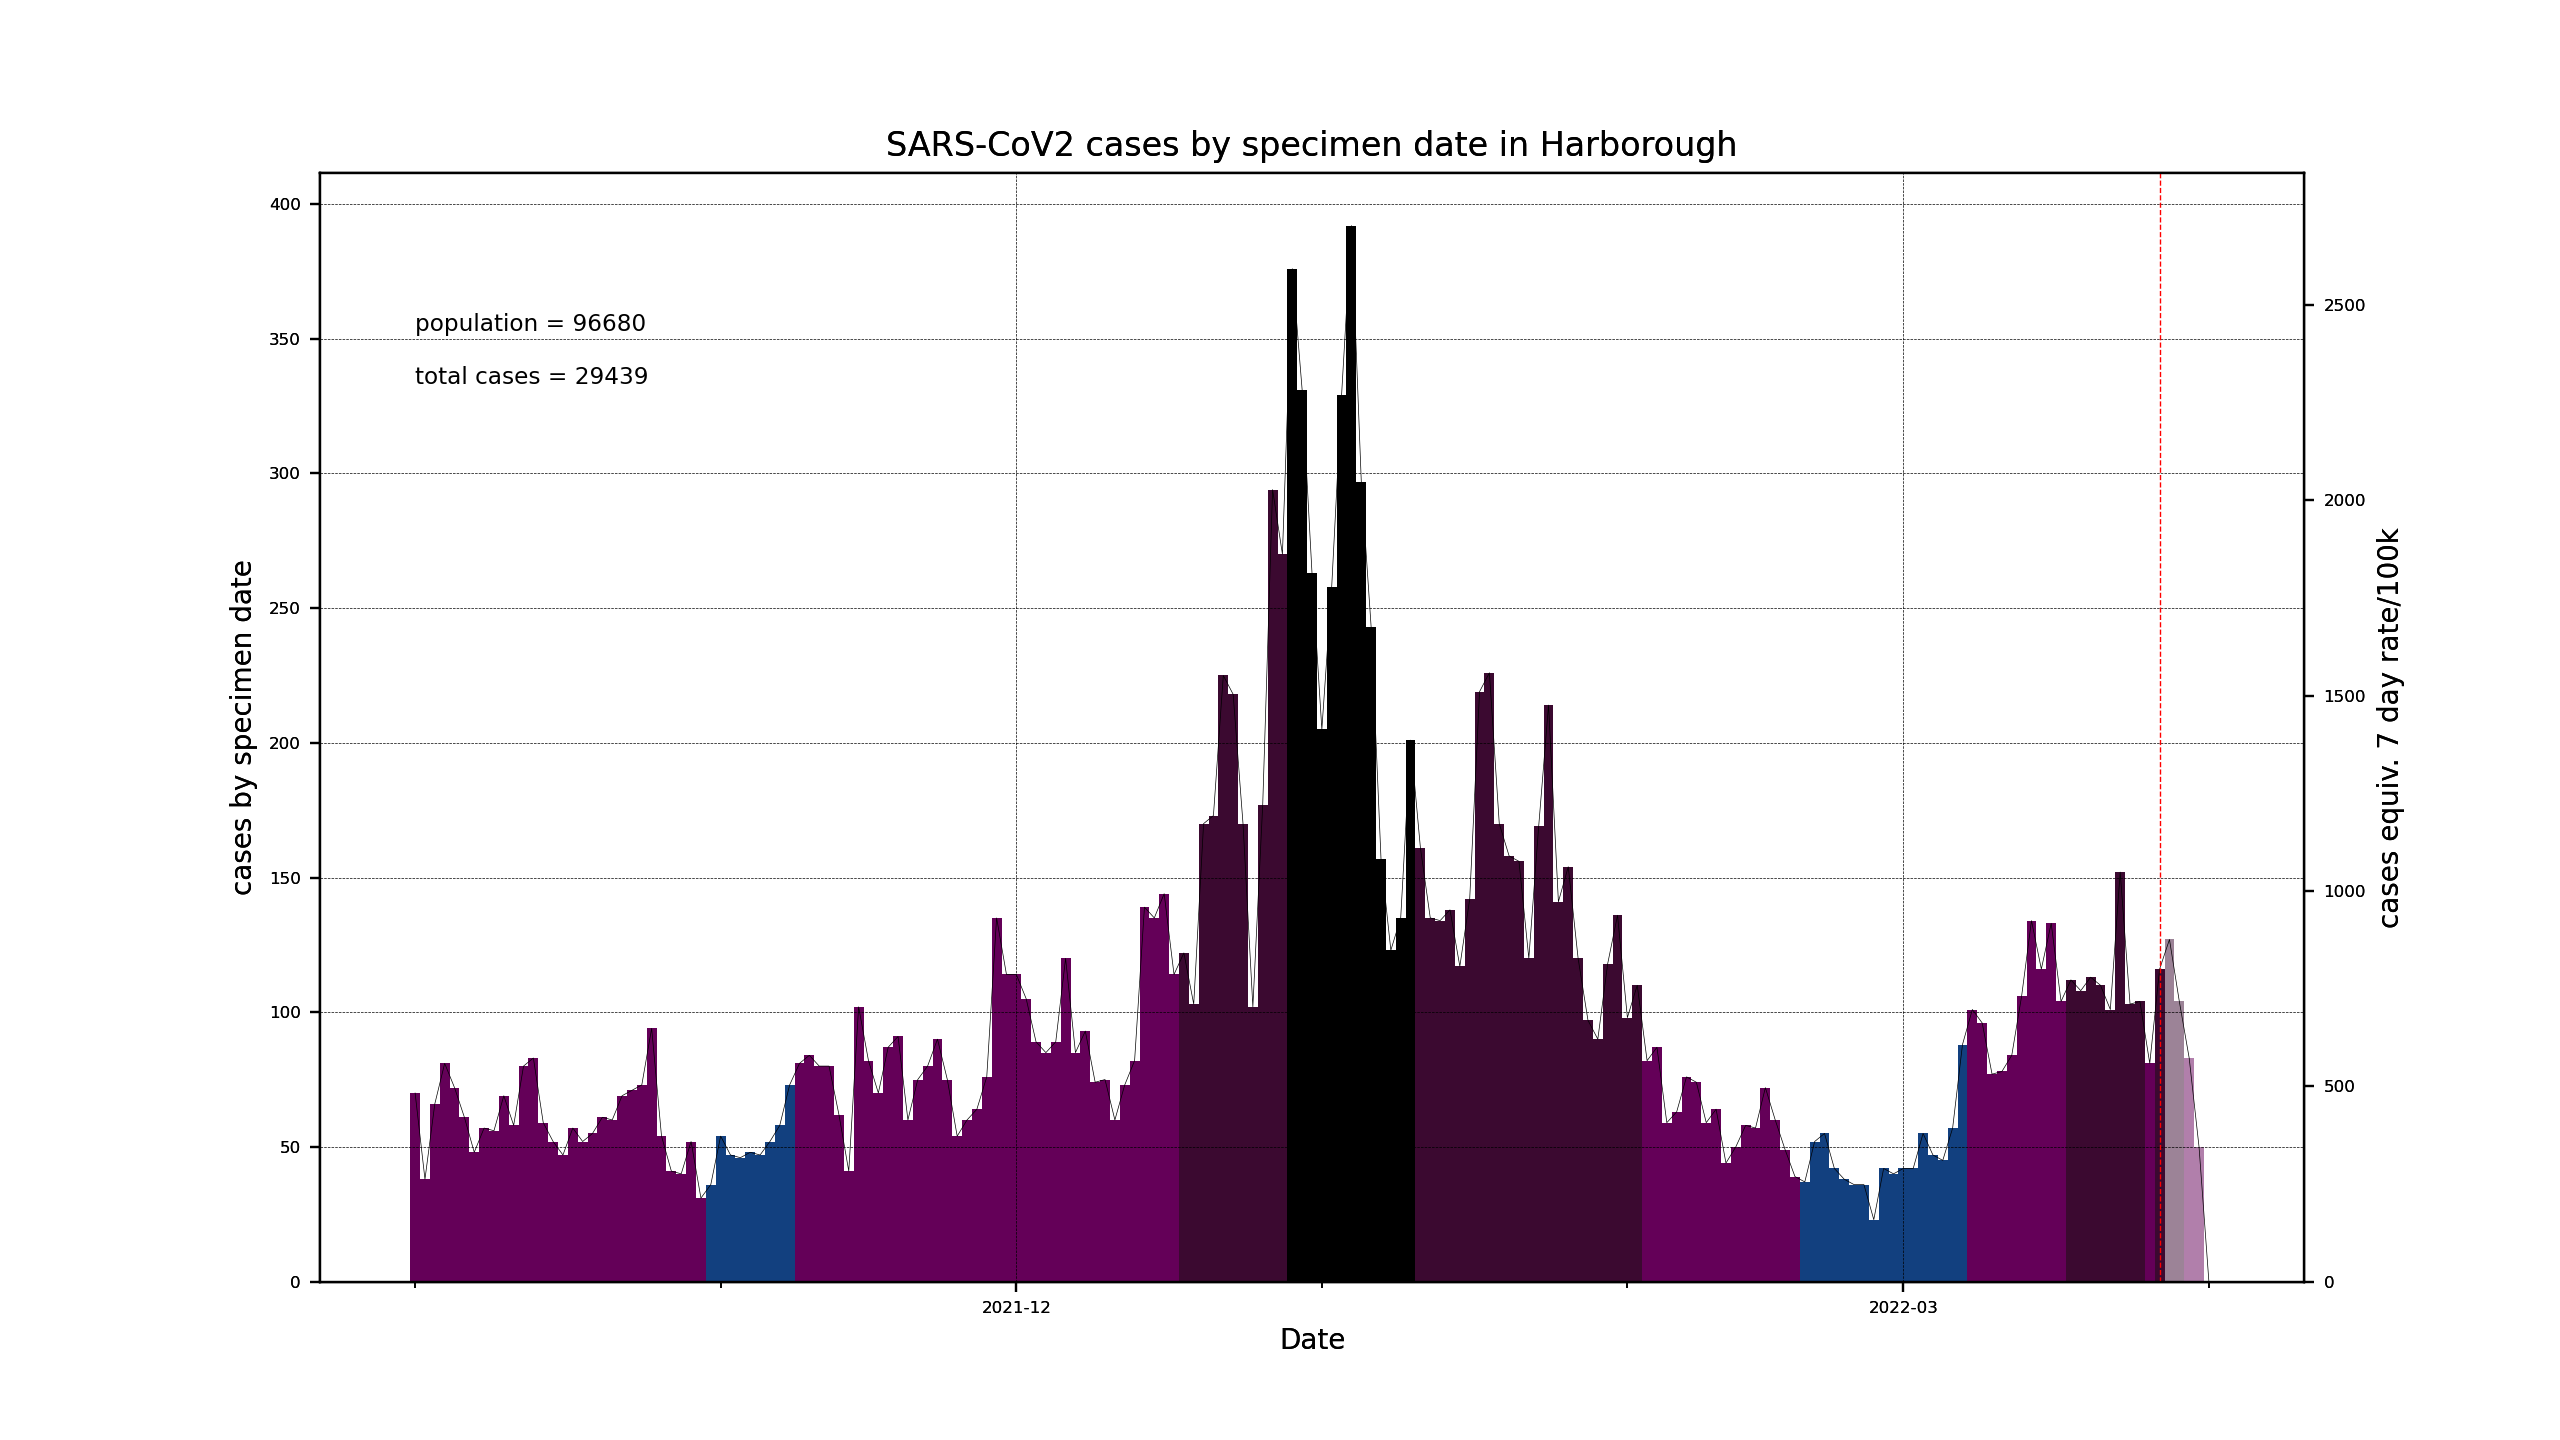 SARS-CoV2 cases by specimen date in Harborough
population = 96680
total cases = 29439
cases by specimen date
400
350
300
250
200
150
100
50
0
2500
2000
1500
1000
500
0
cases equiv. 7 day rate/100k
2021-12
2022-03
Date